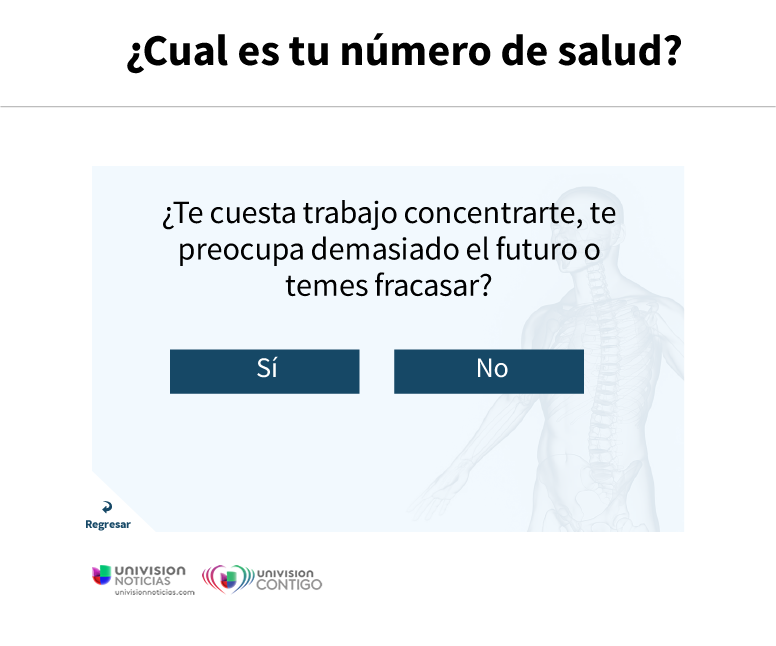 ¿Cual es tu número de salud?
¿Te cuesta trabajo concentrarte, te
preocupa demasiado el futuro o
temes fracasar?
Sí
No
Regresar
UNIVISION
NOTICIAS
univisionnoticias.com
UNIVISION
CONTIGO